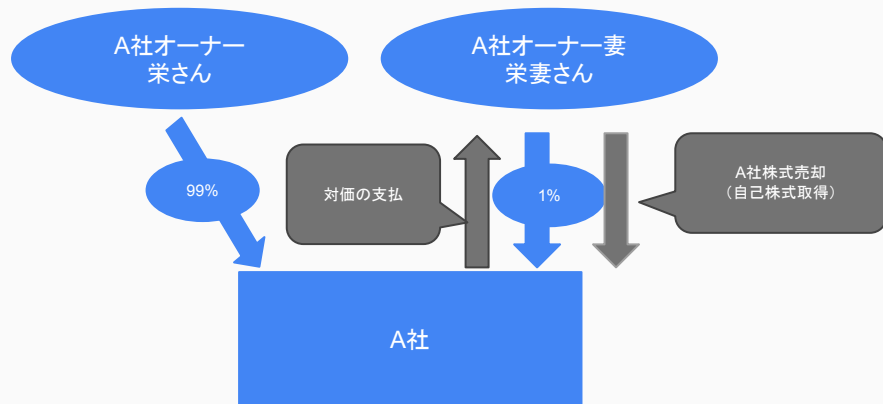 A社オーナー
栄さん
A社オーナー妻
栄妻さん
99%
対価の支払
1%
A社株式売却
(自己株式取得)
A社